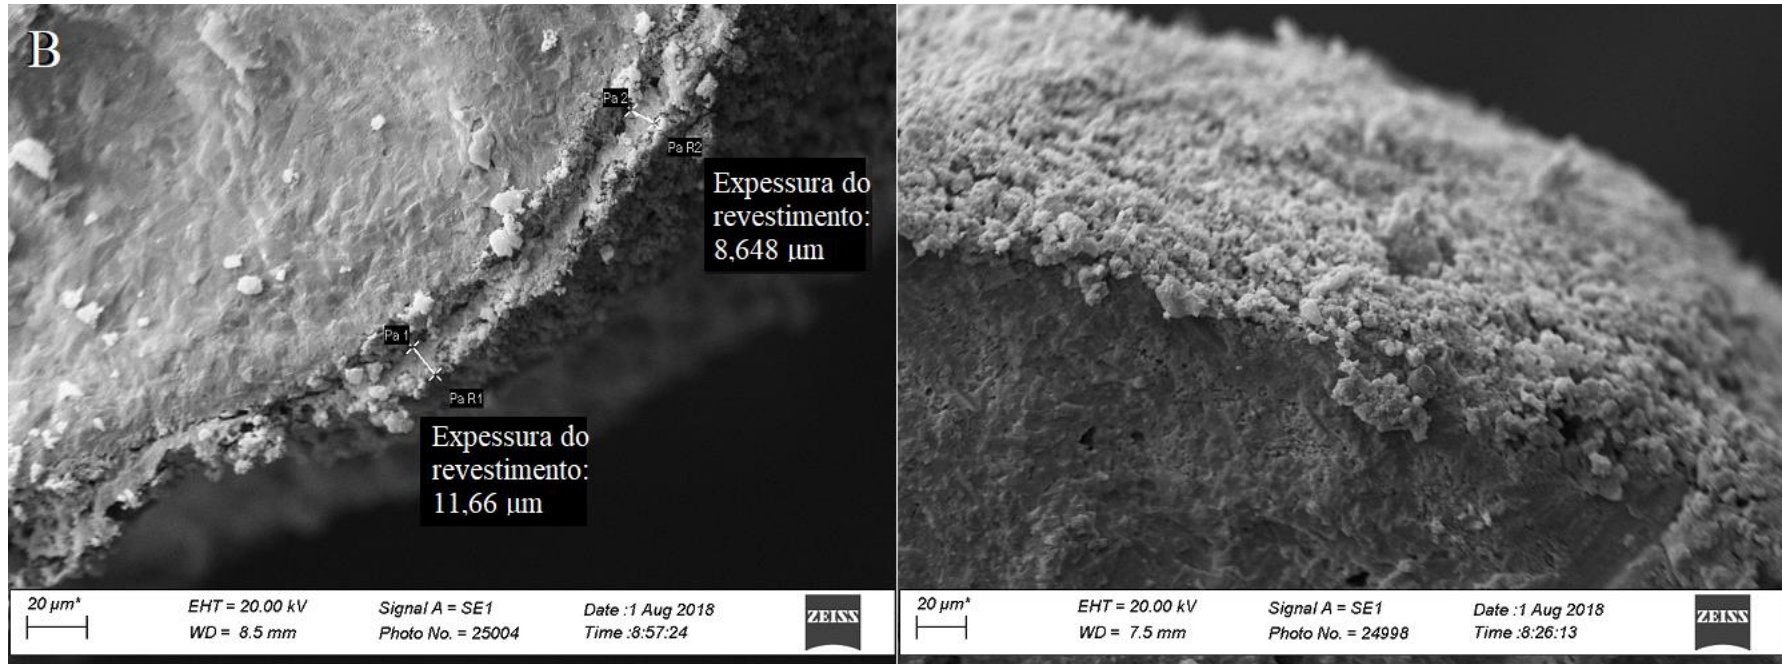 B
Pa 2
Pa R2
Expessura do
revestimento:
8,648 µm
Pa 1
Pa R1
Expessura do
revestimento:
11,66 µm
20 µm*
EHT = 20.00 kV
Signal A = SE1
Date :1 Aug 2018
ZEISS
WD = 8.5 mm
Photo No. = 25004
Time :8:57:24
20 µm*
EHT = 20.00 kV
Signal A = SE1
Date :1 Aug 2018
ZEISS
WD = 7.5 mm
Photo No. = 24998
Time :8:26:13